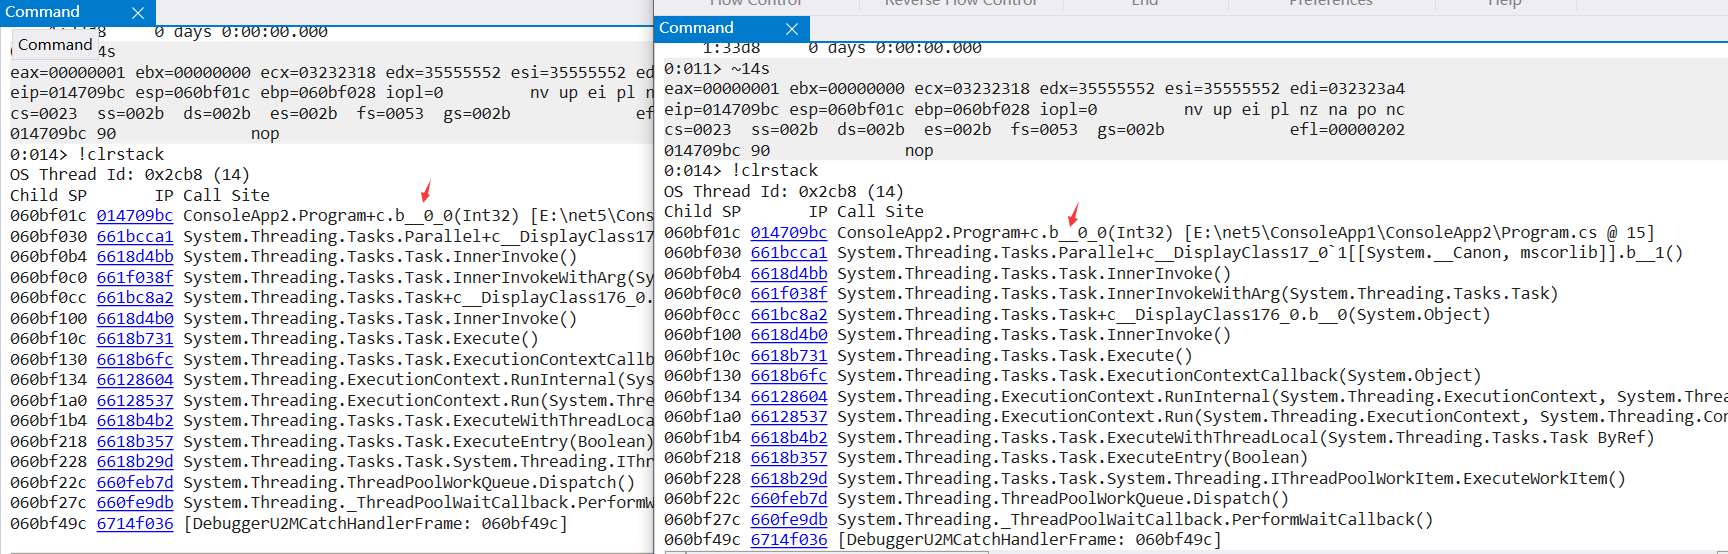 Command
1:33d8     0 days 0:00:00.000
Command
4s
eax=00000001 ebx=00000000 ecx=03232318 edx=35555552 esi=35555552 ed
eip=014709bc esp=060bf01c ebp=060bf028 iopl=0         nv up ei pl n
cs=0023  ss=002b  ds=002b  es=002b  fs=0053  gs=002b             ef
014709bc 90              nop
0:014> !clrstack
OS Thread Id: 0x2cb8 (14)
Child SP       IP Call Site
060bf01c 014709bc ConsoleApp2.Program+c.b__0_0(Int32) [E:\net5\Cons
060bf030 661bcca1 System.Threading.Tasks.Parallel+c__DisplayClass17
060bf0b4 6618d4bb System.Threading.Tasks.Task.InnerInvoke()
060bf0c0 661f038f System.Threading.Tasks.Task.InnerInvokeWithArg(Sy
060bf0cc 661bc8a2 System.Threading.Tasks.Task+c__DisplayClass176_0.
060bf100 6618d4b0 System.Threading.Tasks.Task.InnerInvoke()
060bf10c 6618b731 System.Threading.Tasks.Task.Execute()
060bf130 6618b6fc System.Threading.Tasks.Task.ExecutionContextCallb
060bf134 66128604 System.Threading.ExecutionContext.RunInternal(Sys
060bf1a0 66128537 System.Threading.ExecutionContext.Run(System.Thre
060bf1b4 6618b4b2 System.Threading.Tasks.Task.ExecuteWithThreadLoca
060bf218 6618b357 System.Threading.Tasks.Task.ExecuteEntry(Boolean)
060bf228 6618b29d System.Threading.Tasks.Task.System.Threading.IThr
060bf22c 660feb7d System.Threading.ThreadPoolWorkQueue.Dispatch()
060bf27c 660fe9db System.Threading._ThreadPoolWaitCallback.PerformW
060bf49c 6714f036 [DebuggerU2MCatchHandlerFrame: 060bf49c]
Flow Control Reverse Flow Control End Preferences Help
Command
1:33d8     0 days 0:00:00.000
0:011> ~14s
eax=00000001 ebx=00000000 ecx=03232318 edx=35555552 esi=35555552 edi=032323a4
eip=014709bc esp=060bf01c ebp=060bf028 iopl=0         nv up ei pl nz na po nc
cs=0023  ss=002b  ds=002b  es=002b  fs=0053  gs=002b             efl=00000202
014709bc 90              nop
0:014> !clrstack
OS Thread Id: 0x2cb8 (14)
Child SP       IP Call Site
060bf01c 014709bc ConsoleApp2.Program+c.b__0_0(Int32) [E:\net5\ConsoleApp1\ConsoleApp2\Program.cs @ 15]
060bf030 661bcca1 System.Threading.Tasks.Parallel+c__DisplayClass17_0`1[[System.__Canon, mscorlib]].b__1()
060bf0b4 6618d4bb System.Threading.Tasks.Task.InnerInvoke()
060bf0c0 661f038f System.Threading.Tasks.Task.InnerInvokeWithArg(System.Threading.Tasks.Task)
060bf0cc 661bc8a2 System.Threading.Tasks.Task+c__DisplayClass176_0.b__0(System.Object)
060bf100 6618d4b0 System.Threading.Tasks.Task.InnerInvoke()
060bf10c 6618b731 System.Threading.Tasks.Task.Execute()
060bf130 6618b6fc System.Threading.Tasks.Task.ExecutionContextCallback(System.Object)
060bf134 66128604 System.Threading.ExecutionContext.RunInternal(System.Threading.ExecutionContext, System.Threa
060bf1a0 66128537 System.Threading.ExecutionContext.Run(System.Threading.ExecutionContext, System.Threading.Con
060bf1b4 6618b4b2 System.Threading.Tasks.Task.ExecuteWithThreadLocal(System.Threading.Tasks.Task ByRef)
060bf218 6618b357 System.Threading.Tasks.Task.ExecuteEntry(Boolean)
060bf228 6618b29d System.Threading.Tasks.Task.System.Threading.IThreadPoolWorkItem.ExecuteWorkItem()
060bf22c 660feb7d System.Threading.ThreadPoolWorkQueue.Dispatch()
060bf27c 660fe9db System.Threading._ThreadPoolWaitCallback.PerformWaitCallback()
060bf49c 6714f036 [DebuggerU2MCatchHandlerFrame: 060bf49c]